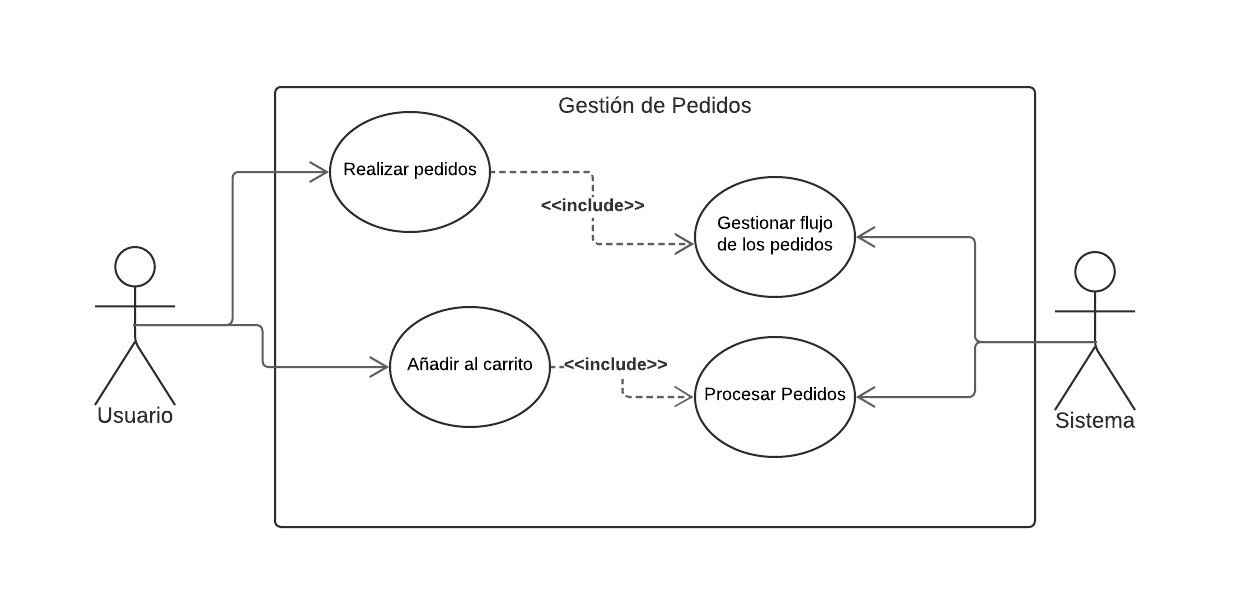 Gestión de Pedidos
Realizar pedidos
<<include>>
Gestionar flujo
de los pedidos
Añadir al carrito
<<include>>
Procesar Pedidos
Usuario
Sistema